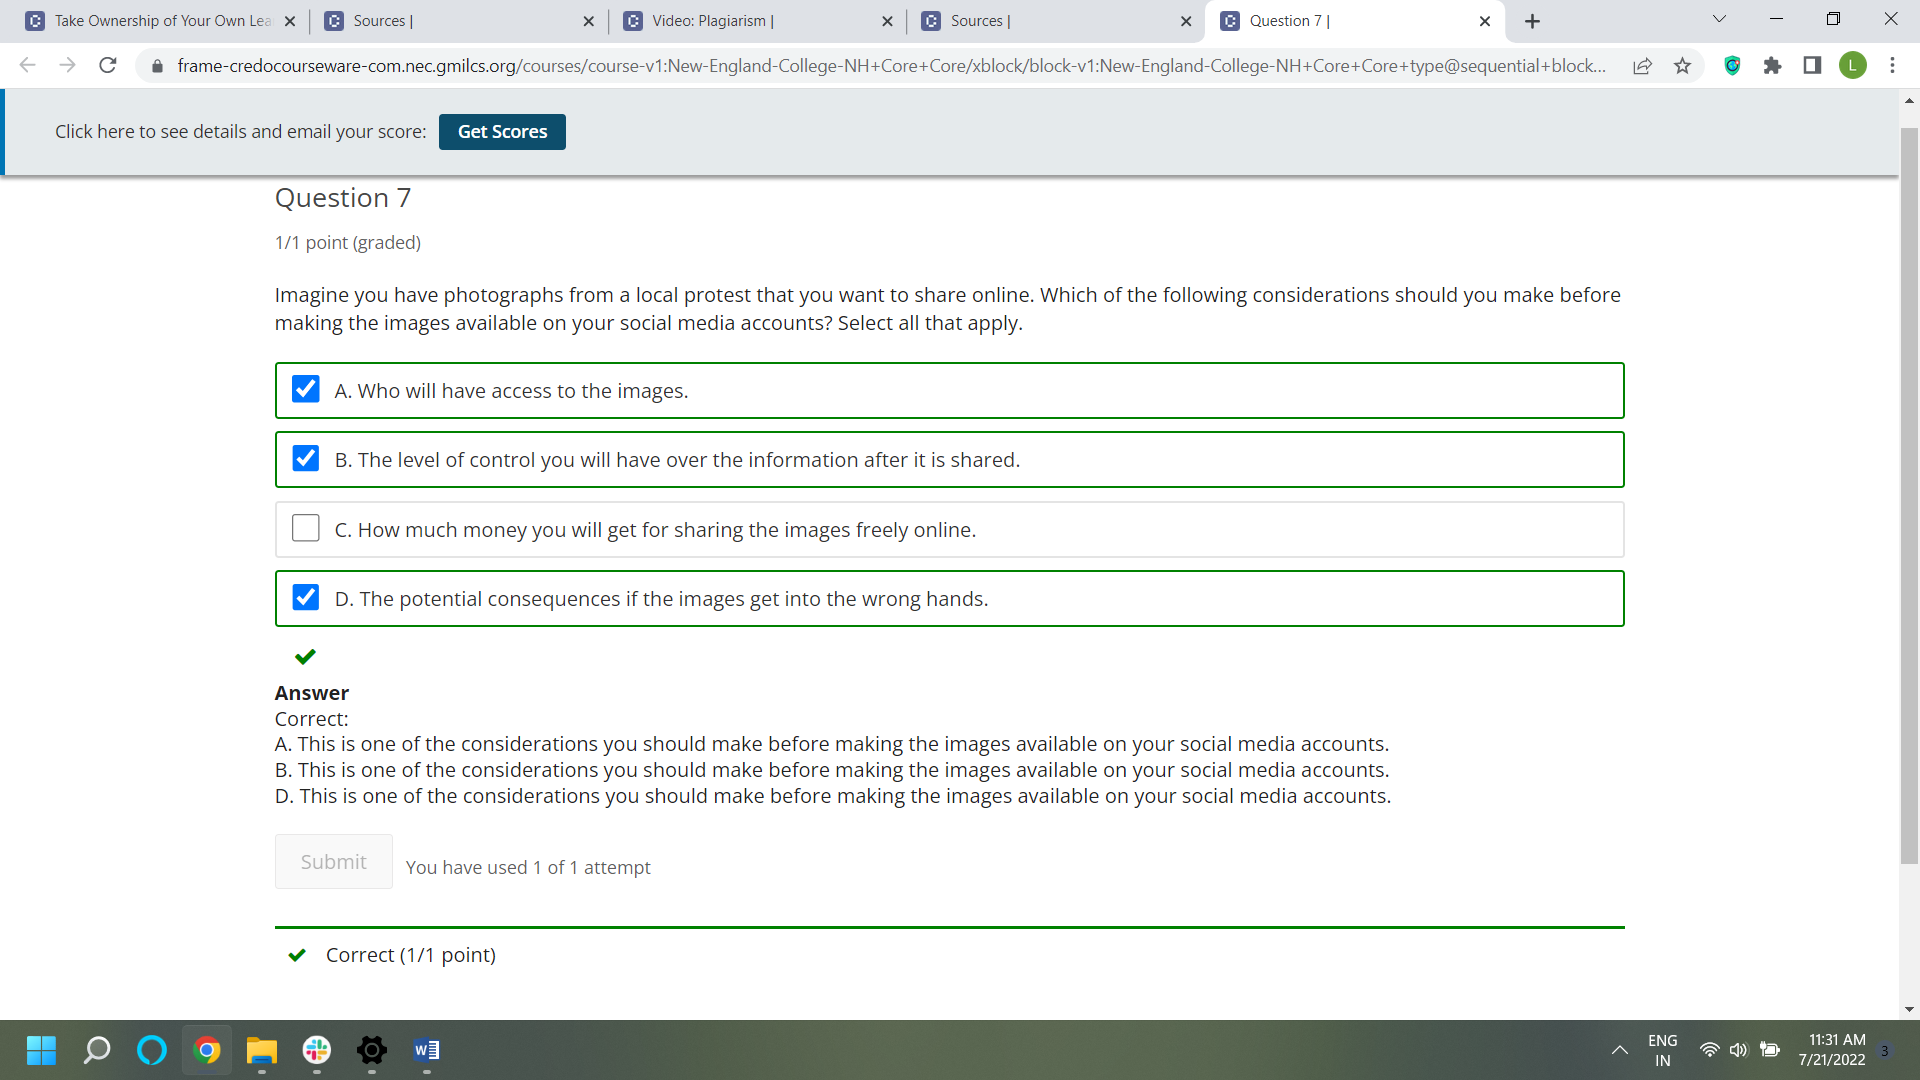 Take Ownership of Your Own Lea
Sources |
Video: Plagiarism |
Sources |
Question 7 |
frame-credocourseware-com.nec.gmilcs.org/courses/course-v1:New-England-College-NH+Core+Core/xblock/block-v1:New-England-College-NH+Core+Core+type@sequential+block...
L
Click here to see details and email your score: Get Scores
Question 7
1/1 point (graded)
Imagine you have photographs from a local protest that you want to share online. Which of the following considerations should you make before
making the images available on your social media accounts? Select all that apply.
A. Who will have access to the images.
B. The level of control you will have over the information after it is shared.
C. How much money you will get for sharing the images freely online.
D. The potential consequences if the images get into the wrong hands.
Answer
Correct:
A. This is one of the considerations you should make before making the images available on your social media accounts.
B. This is one of the considerations you should make before making the images available on your social media accounts.
D. This is one of the considerations you should make before making the images available on your social media accounts.
Submit You have used 1 of 1 attempt
Correct (1/1 point)
W
ENG
IN
11:31 AM
7/21/2022
3